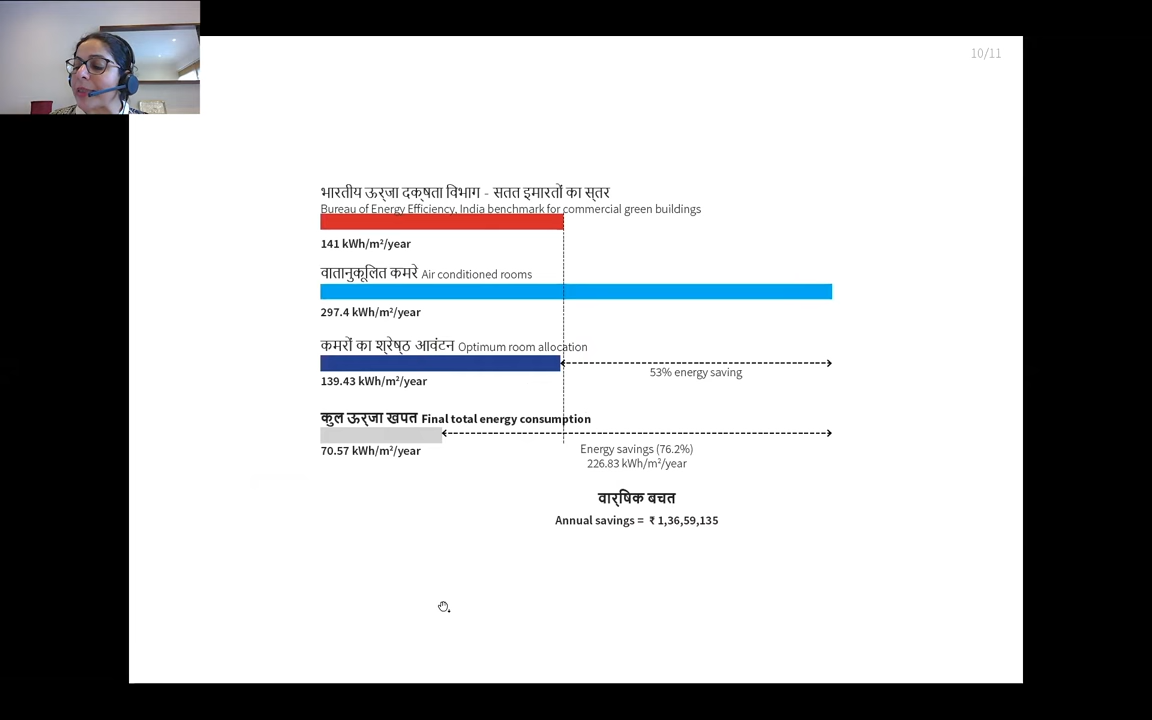 10/11
भारतीय ऊर्जा दक्षता विभाग - सतत इमारतों का स्तर
Bureau of Energy Efficiency, India benchmark for commercial green buildings
141 kWh/m²/year
वातानुकूलित कमरे Air conditioned rooms
297.4 kWh/m²/year
कमरों का श्रेष्ठ आवंटन Optimum room allocation
53% energy saving
139.43 kWh/m²/year
कुल ऊर्जा खपत Final total energy consumption
70.57 kWh/m²/year
Energy savings (76.2%)
226.83 kWh/m²/year
वार्षिक बचत
Annual savings = ₹ 1,36,59,135